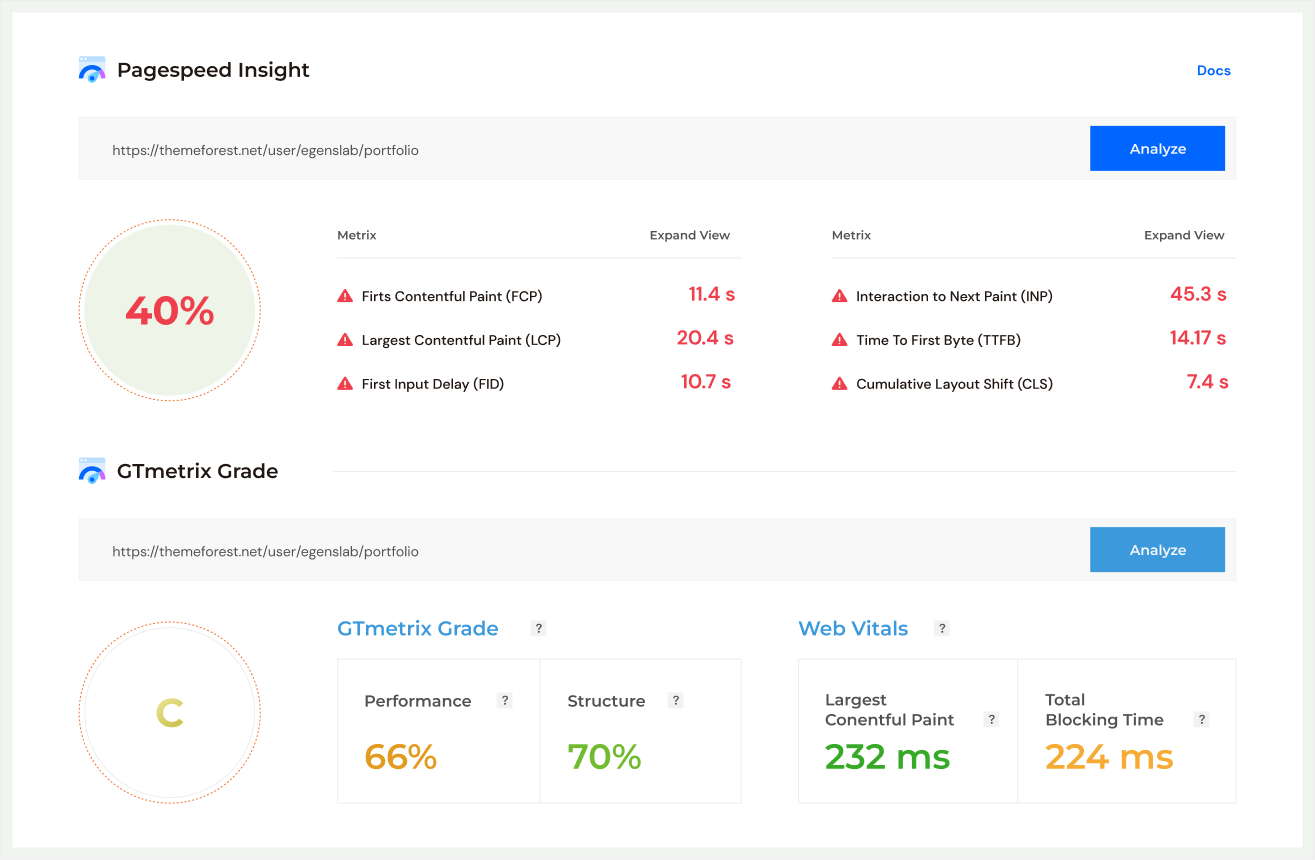 Pagespeed Insight
Docs
https://themeforest.net/user/egenslab/portfolio
Analyze
40%
Metrix Expand View
Firts Contentful Paint (FCP) 11.4 s
Largest Contentful Paint (LCP) 20.4 s
First Input Delay (FID) 10.7 s
Metrix Expand View
Interaction to Next Paint (INP) 45.3 s
Time To First Byte (TTFB) 14.17 s
Cumulative Layout Shift (CLS) 7.4 s
GTmetrix Grade
https://themeforest.net/user/egenslab/portfolio
Analyze
C
GTmetrix Grade ?
Performance ?
66%
Structure ?
70%
Web Vitals ?
Largest
Conentful Paint ?
232 ms
Total
Blocking Time ?
224 ms